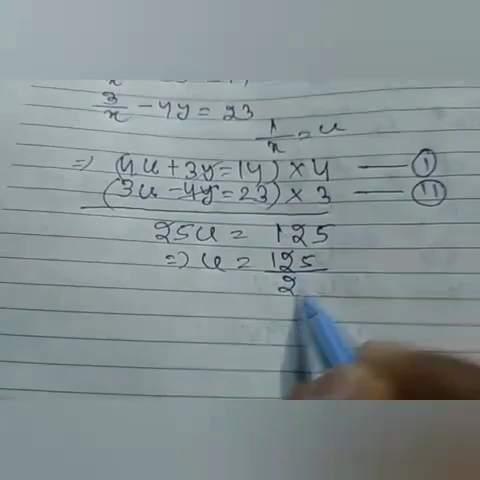 3/x - 4y = 23
1/x = u
=> (4u + 3y = 14) × 4 —— (I)
(3u - 4y = 23) × 3 —— (II)
25u = 125
=> u = 125/2